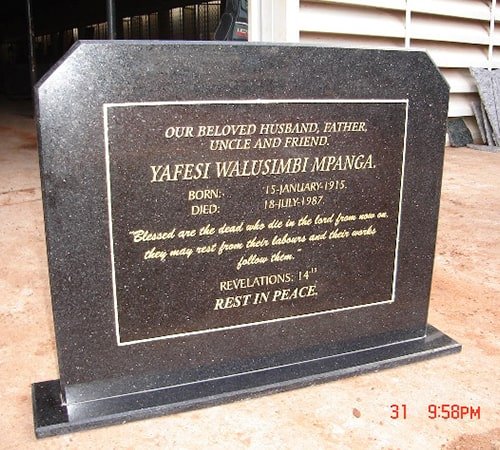 OUR BELOVED HUSBAND, FATHER,
UNCLE AND FRIEND.
YAFESI WALUSIMBI MPANGA.
BORN: 15-JANUARY-1915.
DIED: 18-JULY-1987.
"Blessed are the dead who die in the lord from now on.
they may rest from their labours and their works
follow them."
REVELATIONS: 14:13
REST IN PEACE.
31 9:58PM